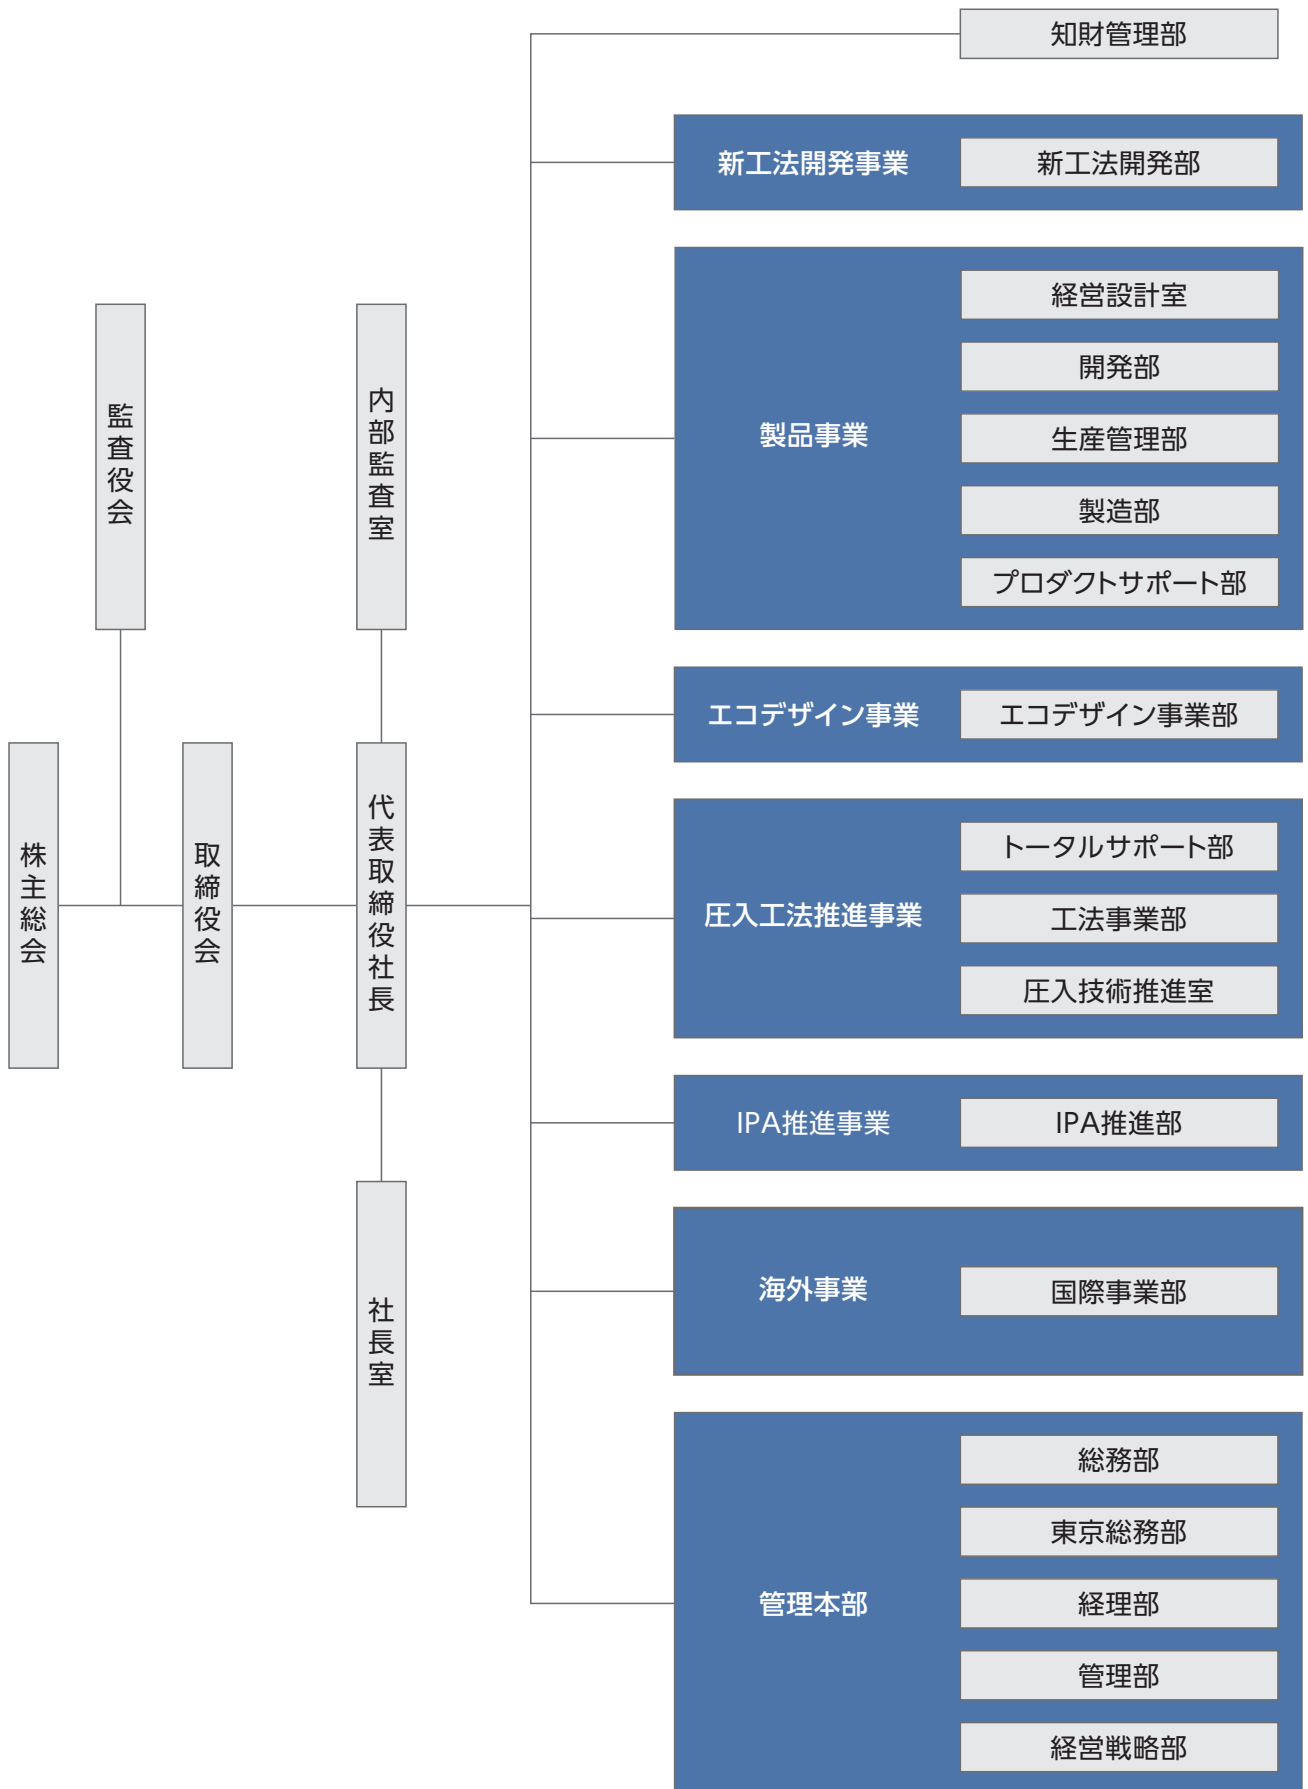 株主総会
監査役会
取締役会
内部監査室
代表取締役社長
社長室
知財管理部
新工法開発事業
新工法開発部
製品事業
経営設計室
開発部
生産管理部
製造部
プロダクトサポート部
エコデザイン事業
エコデザイン事業部
圧入工法推進事業
トータルサポート部
工法事業部
圧入技術推進室
IPA推進事業
IPA推進部
海外事業
国際事業部
管理本部
総務部
東京総務部
経理部
管理部
経営戦略部